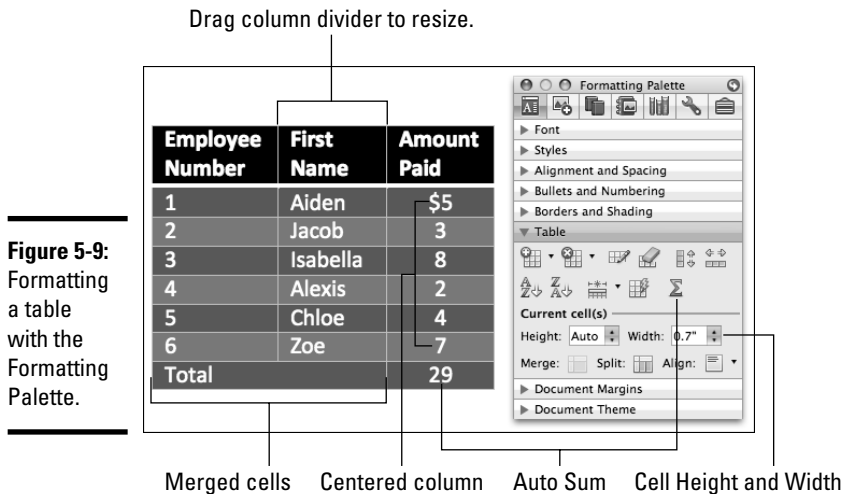 Drag column divider to resize.
Formatting Palette
Font
Styles
Alignment and Spacing
Bullets and Numbering
Borders and Shading
Table
A
Z
Z
A
Σ
Current cell(s)
Height: Auto Width: 0.7"
Merge: Split: Align:
Document Margins
Document Theme
Employee Number First Name Amount Paid
1 Aiden $5
2 Jacob 3
3 Isabella 8
4 Alexis 2
5 Chloe 4
6 Zoe 7
Total 29
Figure 5-9:
Formatting
a table
with the
Formatting
Palette.
Merged cells Centered column Auto Sum Cell Height and Width